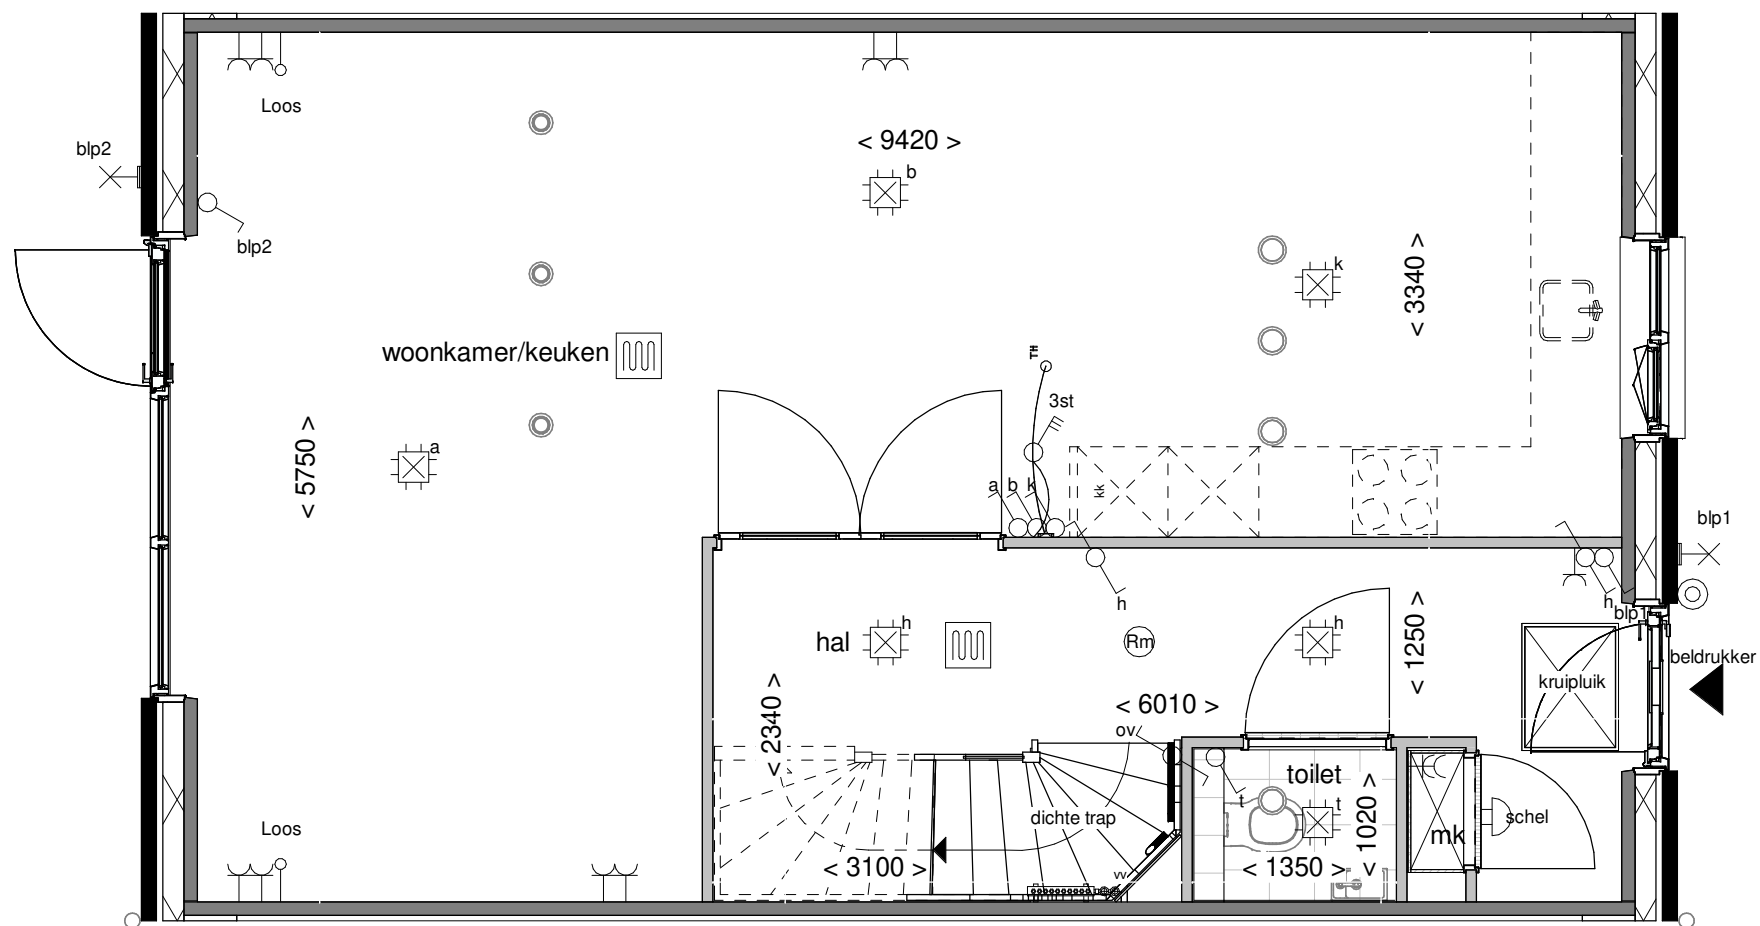 Loos
< 9420 >
blp2
b
blp2
k
< 3340 >
woonkamer/keuken
TH
3st
a
< 5750 >
a b k
kk
blp1
h
h
blp1
hal
h
Rm
h
< 1250 >
beldrukker
kruipluik
< 2340 >
< 6010 >
ov
toilet
t
t
< 1020 >
Loos
dichte trap
schel
mk
< 3100 >
vv
< 1350 >